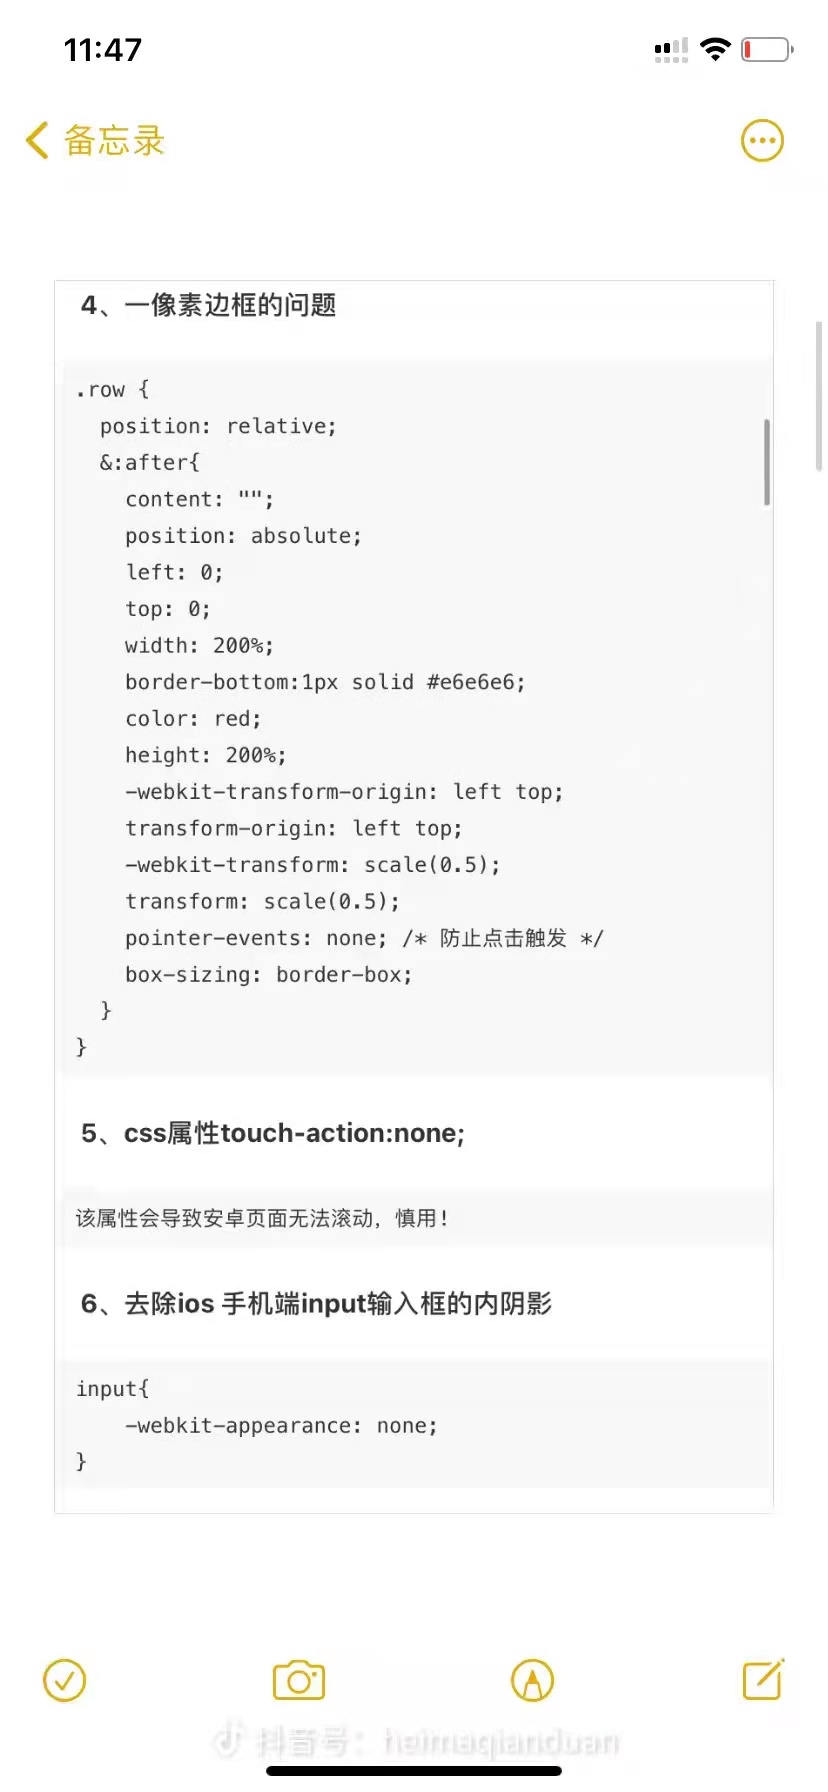 11:47
备忘录
4、一像素边框的问题
.row {
  position: relative;
  &:after{
    content: "";
    position: absolute;
    left: 0;
    top: 0;
    width: 200%;
    border-bottom:1px solid #e6e6e6;
    color: red;
    height: 200%;
    -webkit-transform-origin: left top;
    transform-origin: left top;
    -webkit-transform: scale(0.5);
    transform: scale(0.5);
    pointer-events: none; /* 防止点击触发 */
    box-sizing: border-box;
  }
}
5、css属性touch-action:none;
该属性会导致安卓页面无法滚动，慎用！
6、去除ios 手机端input输入框的内阴影
input{
    -webkit-appearance: none;
}
抖音号：heimaqianduan